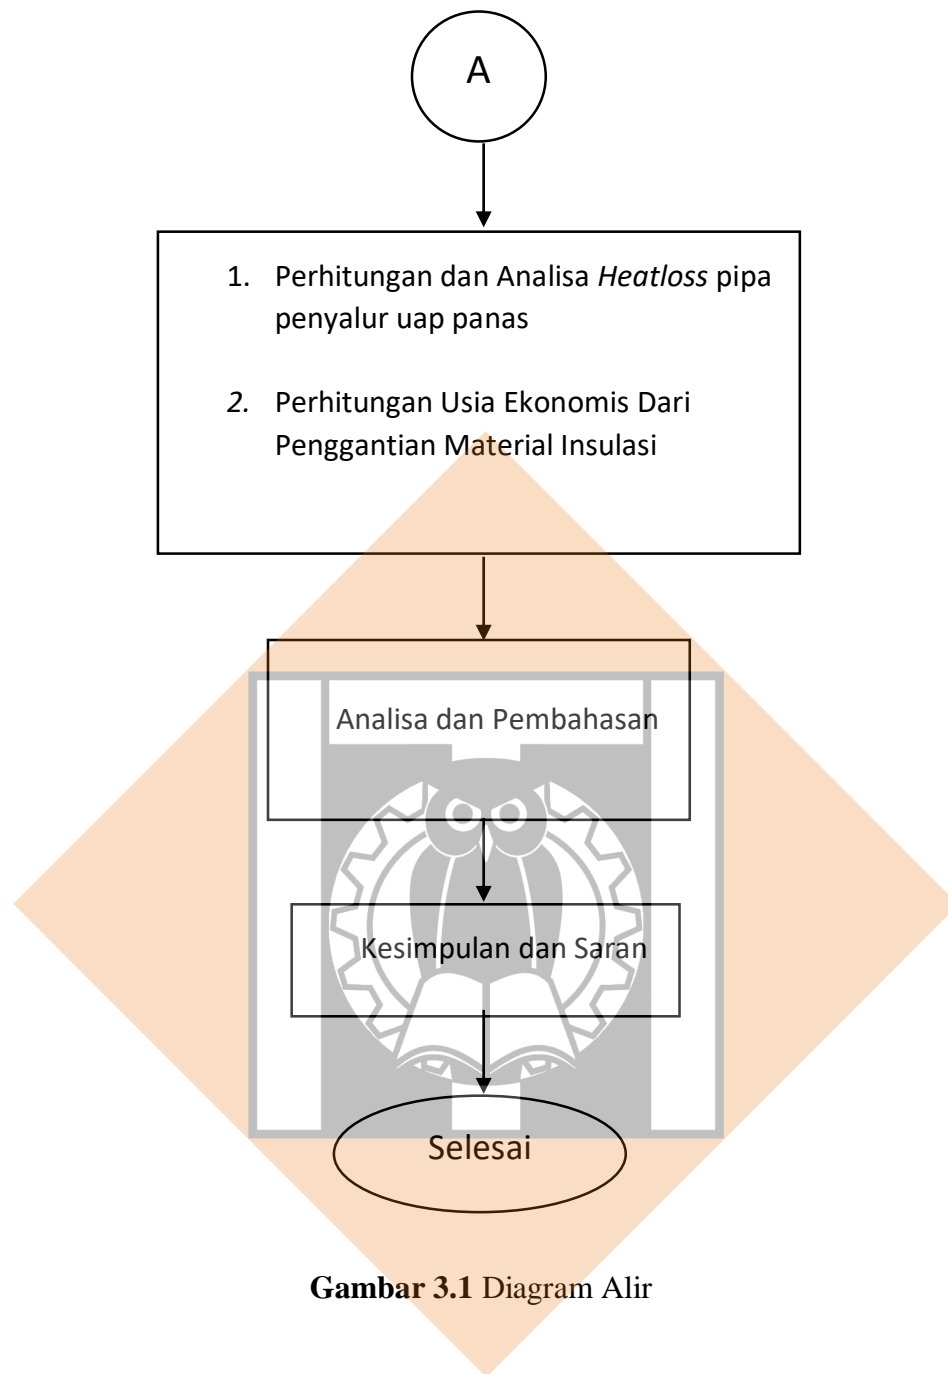 A
1. Perhitungan dan Analisa Heatloss pipa
penyalur uap panas
2. Perhitungan Usia Ekonomis Dari
Penggantian Material Insulasi
Analisa dan Pembahasan
Kesimpulan dan Saran
Selesai
Gambar 3.1 Diagram Alir